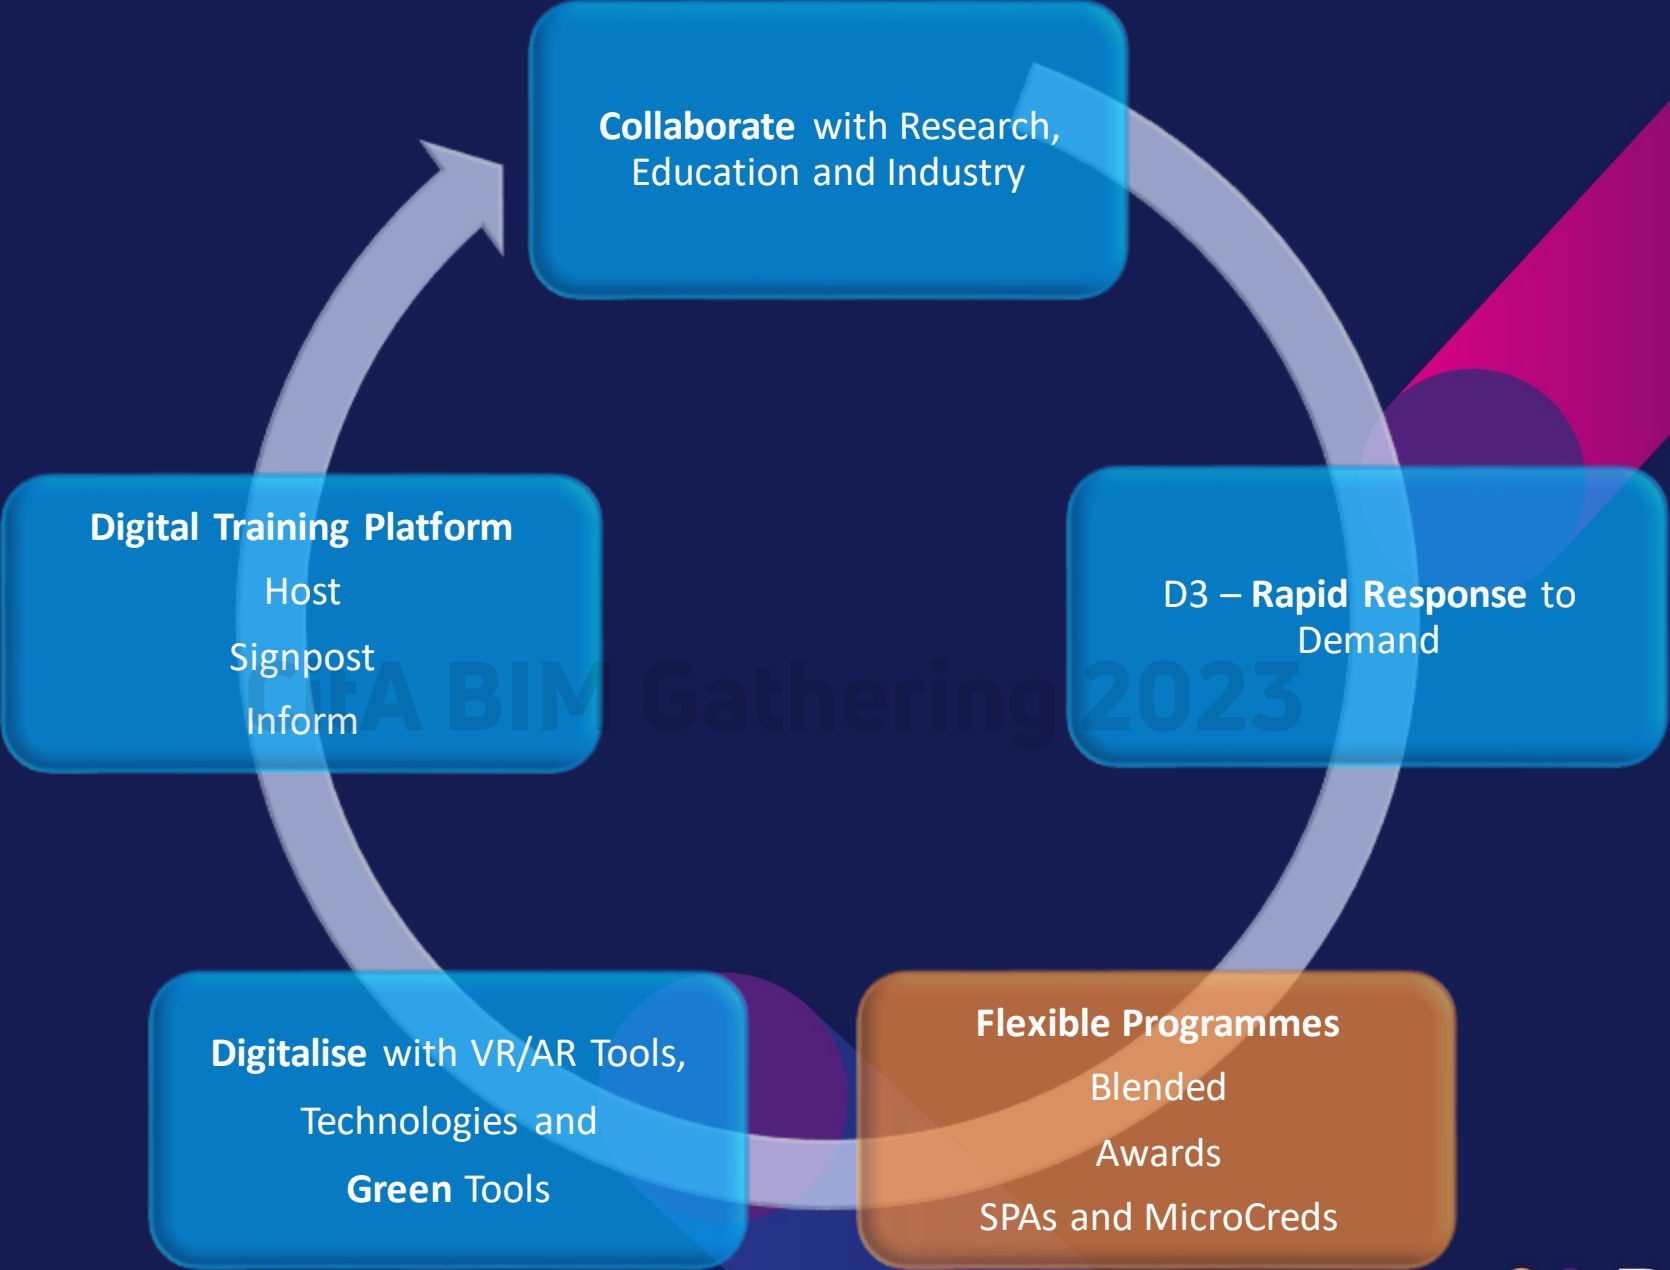 Collaborate with Research,
Education and Industry
D3 – Rapid Response to
Demand
Flexible Programmes
Blended
Awards
SPAs and MicroCreds
Digitalise with VR/AR Tools,
Technologies and
Green Tools
Digital Training Platform
Host
Signpost
Inform
CitA BIM Gathering 2023